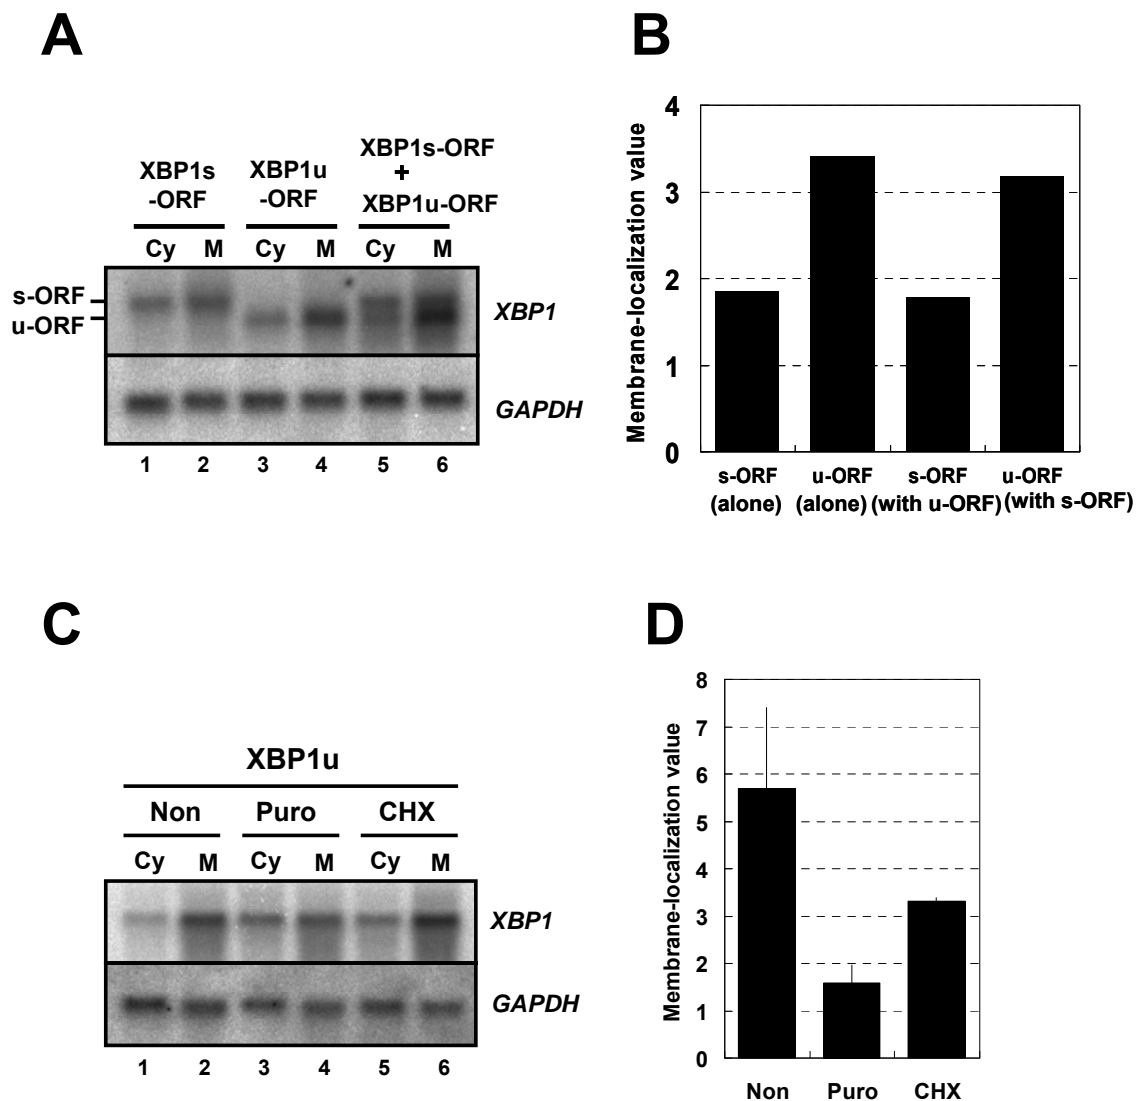 A
XBP1s
-ORF
XBP1u
-ORF
XBP1s-ORF
+
XBP1u-ORF
Cy M Cy M Cy M
s-ORF
u-ORF
XBP1
GAPDH
1 2 3 4 5 6
B
Membrane-localization value
4
3
2
1
0
s-ORF
(alone)
u-ORF
(alone)
s-ORF
(with u-ORF)
u-ORF
(with s-ORF)
C
XBP1u
Non Puro CHX
Cy M Cy M Cy M
XBP1
GAPDH
1 2 3 4 5 6
D
Membrane-localization value
8
7
6
5
4
3
2
1
0
Non Puro CHX